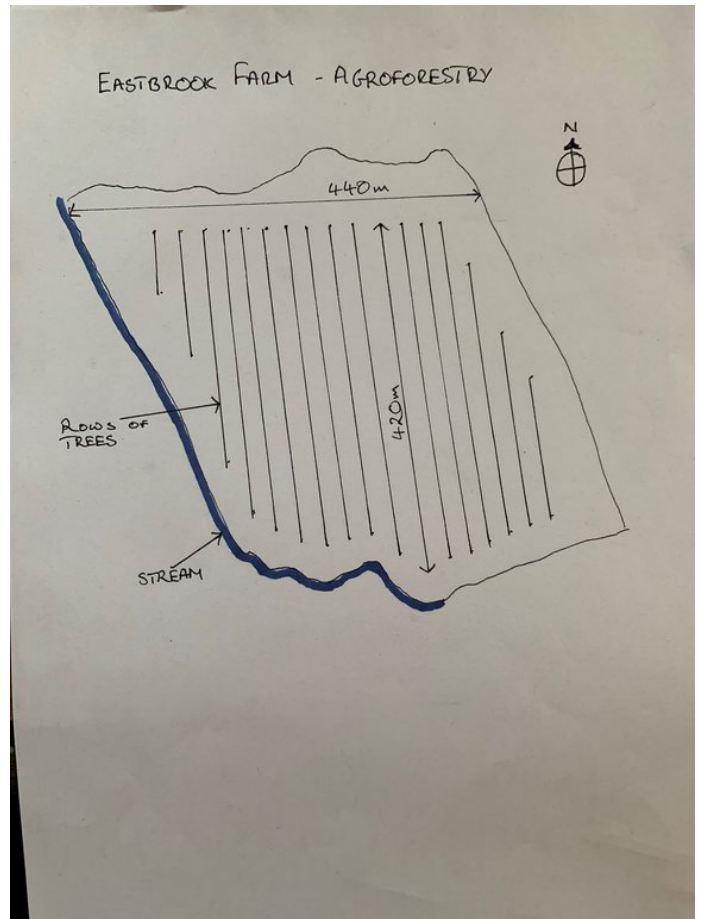 EASTBROOK FARM - AGROFORESTRY
N
440m
420m
ROWS OF
TREES
STREAM